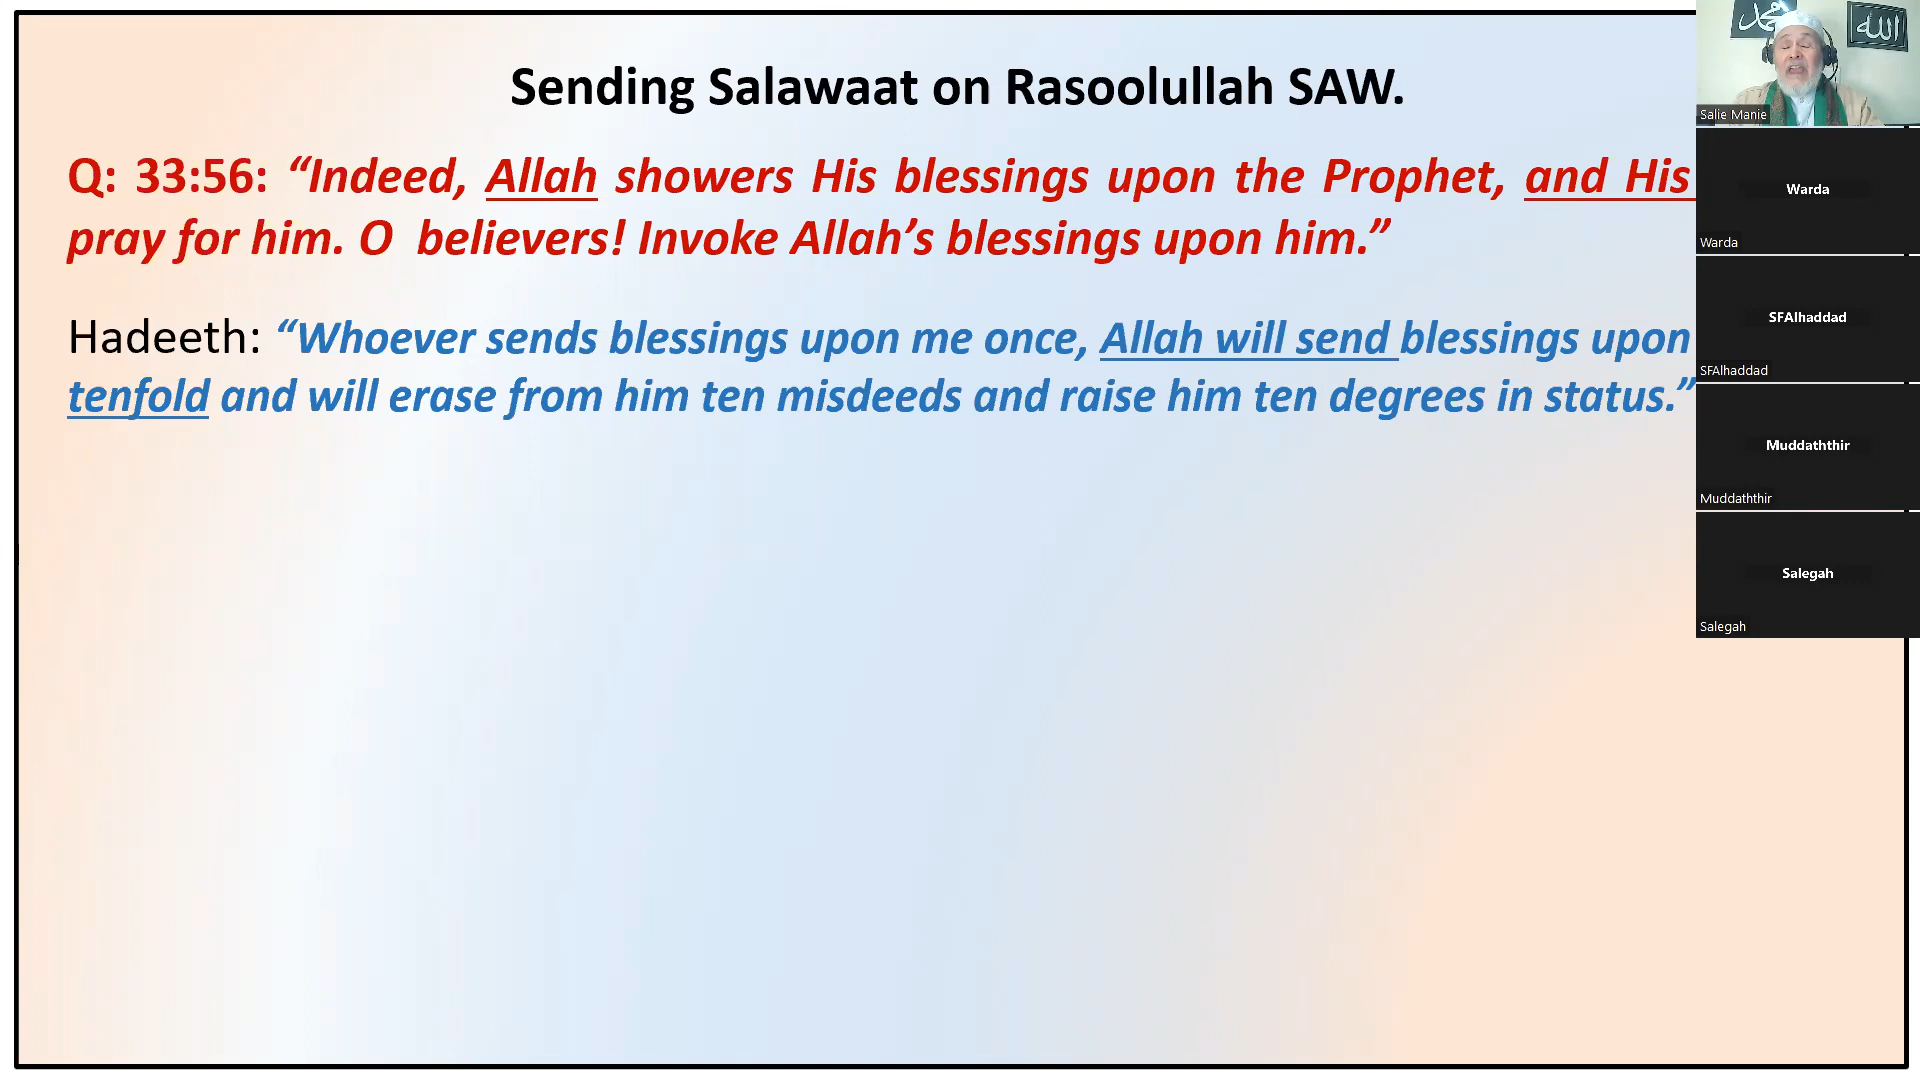 Sending Salawaat on Rasoolullah SAW.
Q: 33:56: “Indeed, Allah showers His blessings upon the Prophet, and His
pray for him. O believers! Invoke Allah’s blessings upon him.”
Hadeeth: “Whoever sends blessings upon me once, Allah will send blessings upon
tenfold and will erase from him ten misdeeds and raise him ten degrees in status.”
محمد
الله
Salie Manie
Warda
Warda
SFAlhaddad
SFAlhaddad
Muddaththir
Muddaththir
Salegah
Salegah